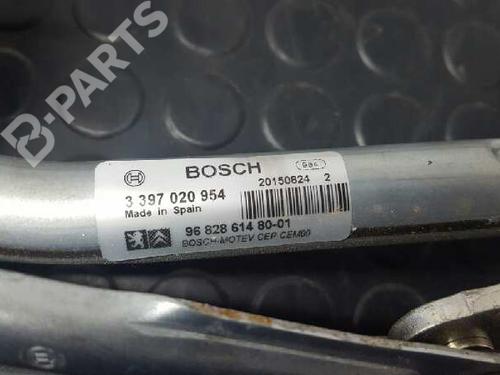 B-PARTS
BOSCH
3 397 020 954
Made in Spain
20150824 2
96 828 614 80-01
BOSCH-MOTEV CEP CEM00